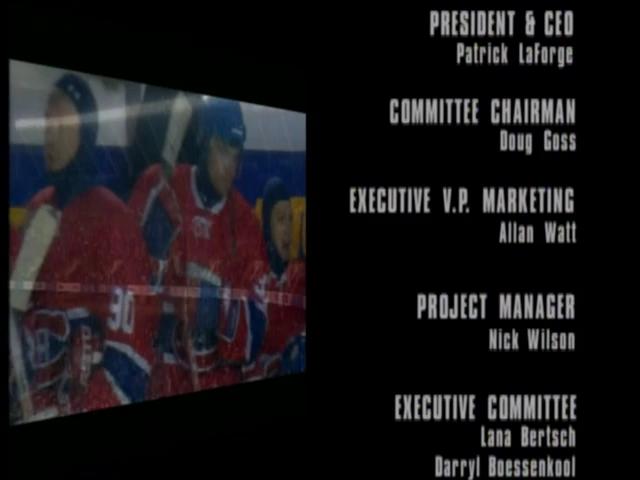 PRESIDENT & CEO
Patrick LaForge
COMMITTEE CHAIRMAN
Doug Goss
EXECUTIVE V.P. MARKETING
Allan Watt
PROJECT MANAGER
Nick Wilson
EXECUTIVE COMMITTEE
Lana Bertsch
Darryl Boessenkool
90